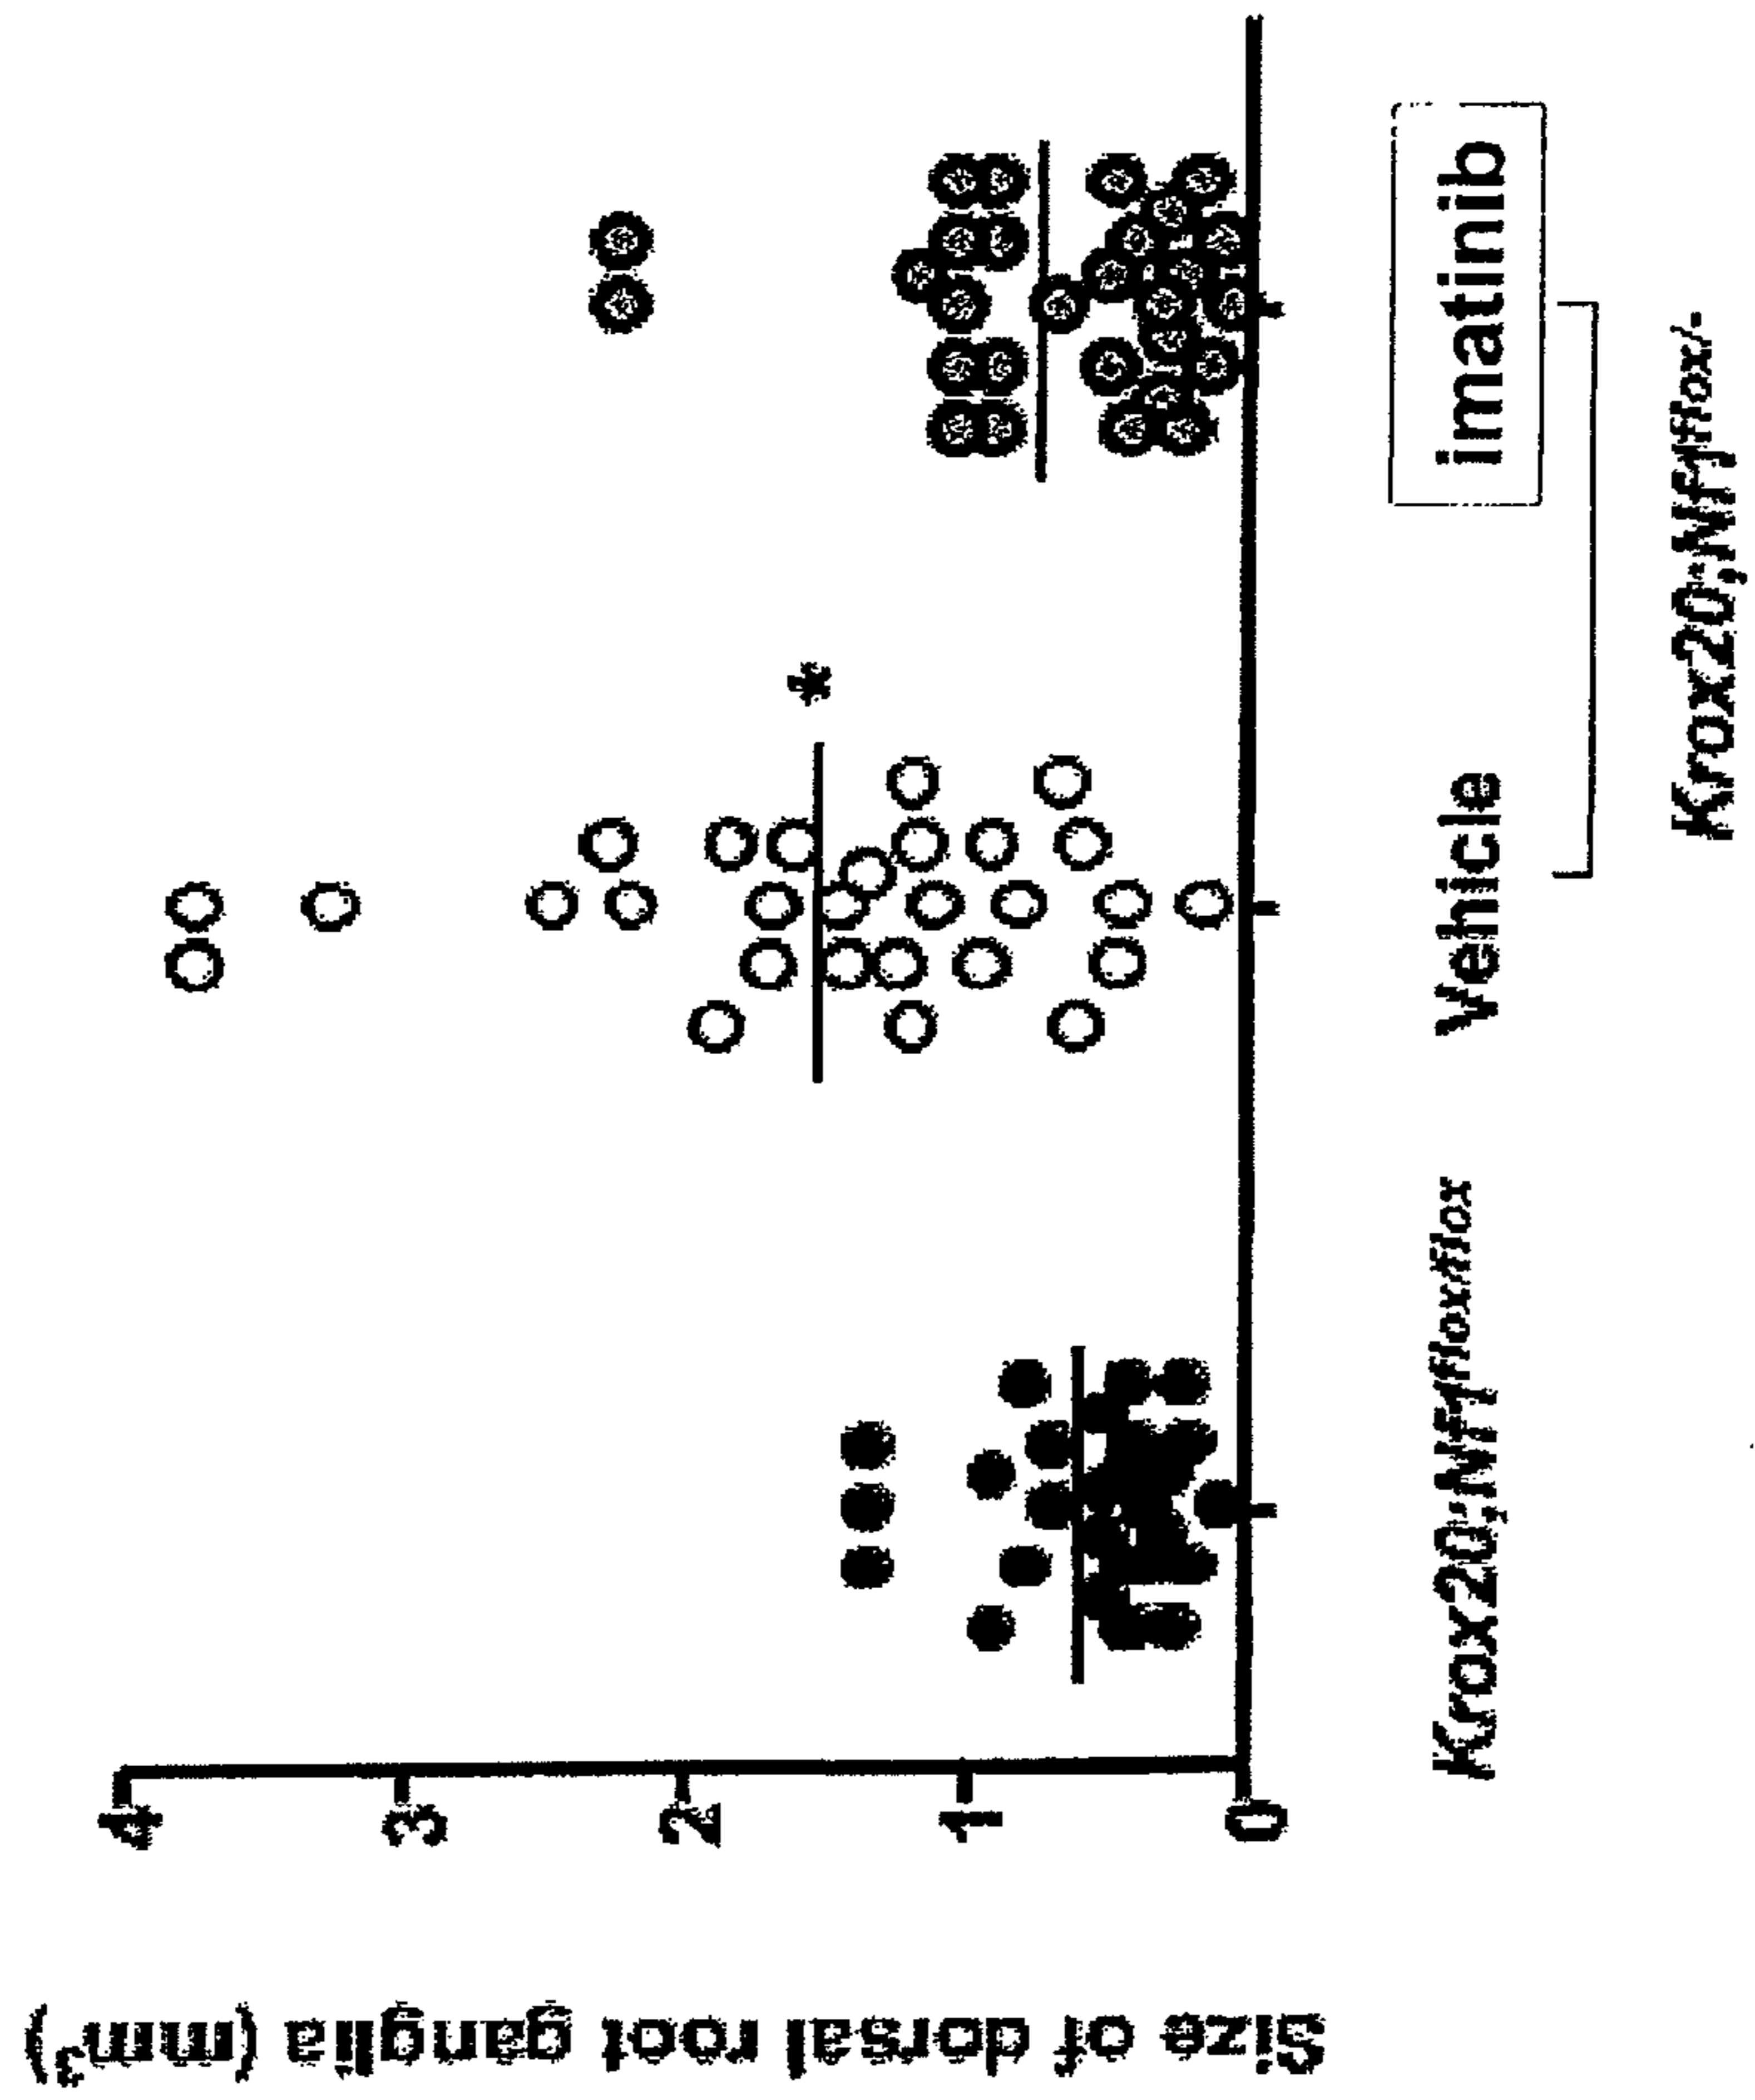 Size of dorsal root ganglia (mm³)
4
3
2
1
0
*
Krox20;Nf1flox/flox
Vehicle
imatinib
Krox20;Nf1flox/-